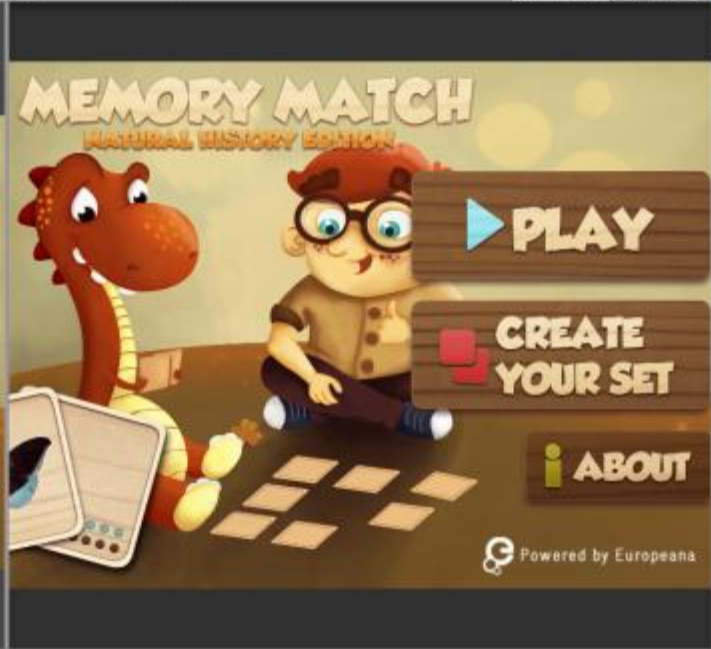 MEMORY MATCH
NATURAL HISTORY EDITION
PLAY
CREATE
YOUR SET
i ABOUT
Powered by Europeana